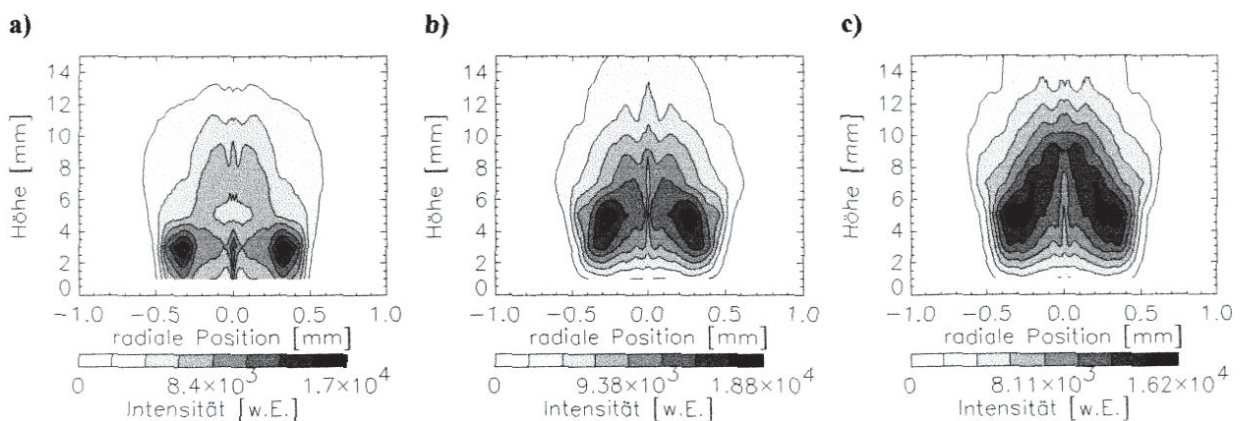 a)
14
12
10
8
6
4
2
0
Höhe [mm]
-1.0 -0.5 0.0 0.5 1.0
radiale Position [mm]
0 8.4×10³ 1.7×10⁴
Intensität [w.E.]
b)
14
12
10
8
6
4
2
0
Höhe [mm]
-1.0 -0.5 0.0 0.5 1.0
radiale Position [mm]
0 9.38×10³ 1.88×10⁴
Intensität [w.E.]
c)
14
12
10
8
6
4
2
0
Höhe [mm]
-1.0 -0.5 0.0 0.5 1.0
radiale Position [mm]
0 8.11×10³ 1.62×10⁴
Intensität [w.E.]